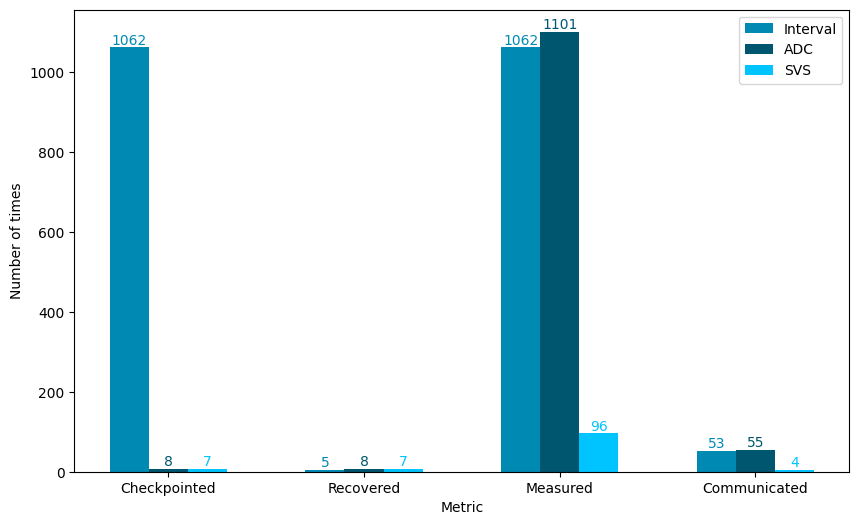 Interval
ADC
SVS
Number of times
1000
800
600
400
200
0
1062
8
7
5
8
7
1062
1101
96
53
55
4
Checkpointed
Recovered
Measured
Communicated
Metric